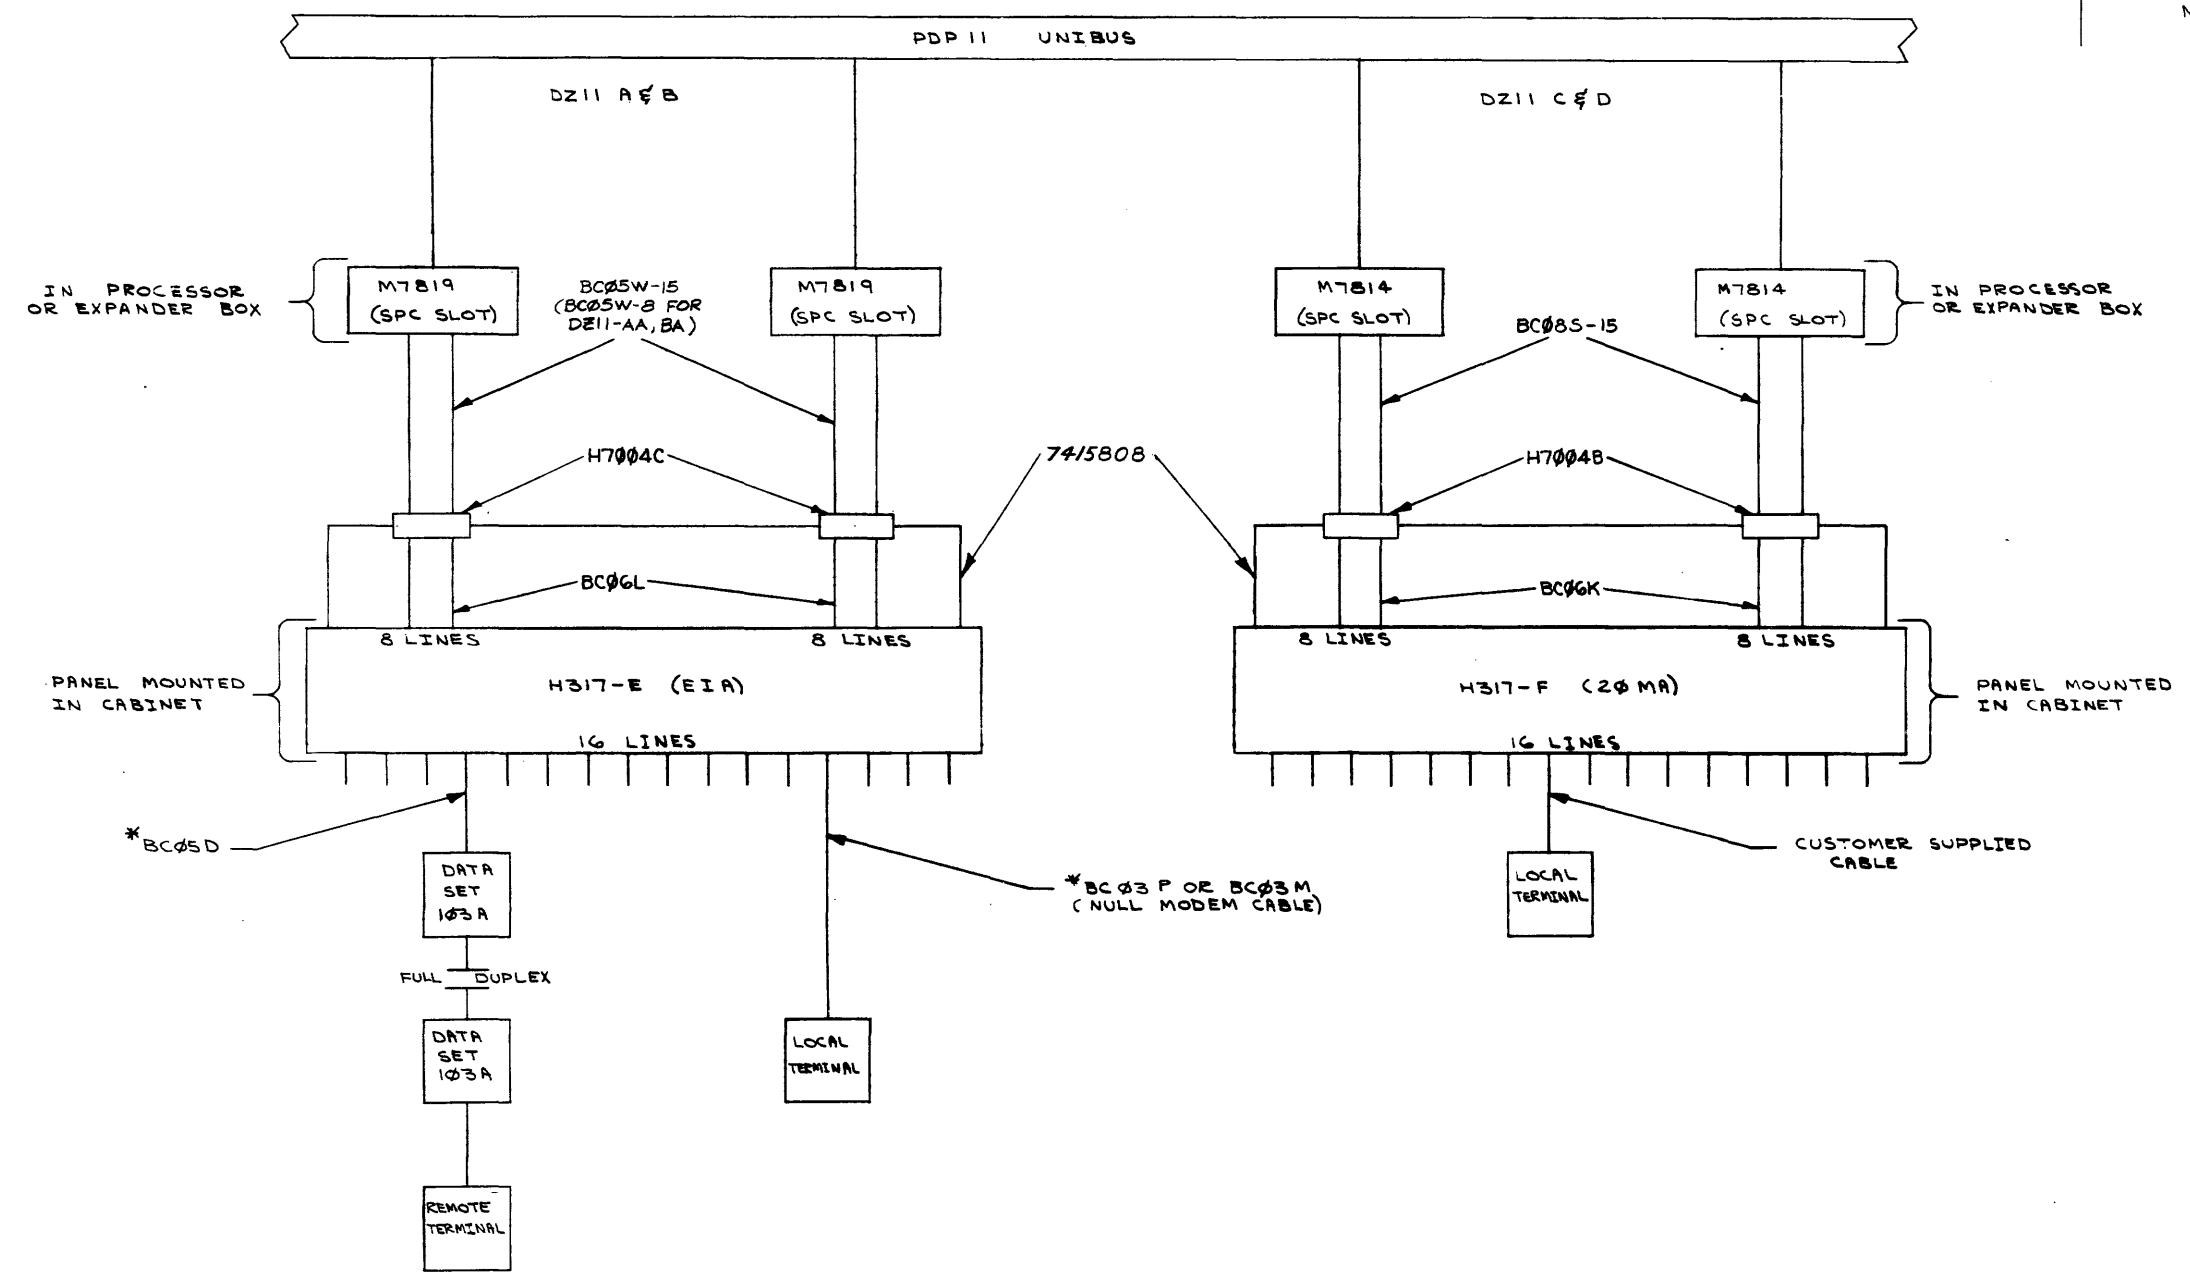 PDP 11 UNIBUS
DZ11 A & B
DZ11 C & D
IN PROCESSOR
OR EXPANDER BOX
M7819
(SPC SLOT)
BCØ5W-15
(BCØ5W-8 FOR
DZ11-AA, BA)
M7819
(SPC SLOT)
M7814
(SPC SLOT)
BCØ8S-15
M7814
(SPC SLOT)
IN PROCESSOR
OR EXPANDER BOX
H7ØØ4C
7415808
H7ØØ4B
BCØ6L
BCØ6K
8 LINES
8 LINES
8 LINES
8 LINES
PANEL MOUNTED
IN CABINET
H317-E (EIA)
H317-F (2Ø MA)
PANEL MOUNTED
IN CABINET
16 LINES
16 LINES
*BCØ5D
DATA
SET
1Ø3A
*BCØ3P OR BCØ3M
(NULL MODEM CABLE)
LOCAL
TERMINAL
CUSTOMER SUPPLIED
CABLE
FULL DUPLEX
DATA
SET
1Ø3A
LOCAL
TERMINAL
REMOTE
TERMINAL